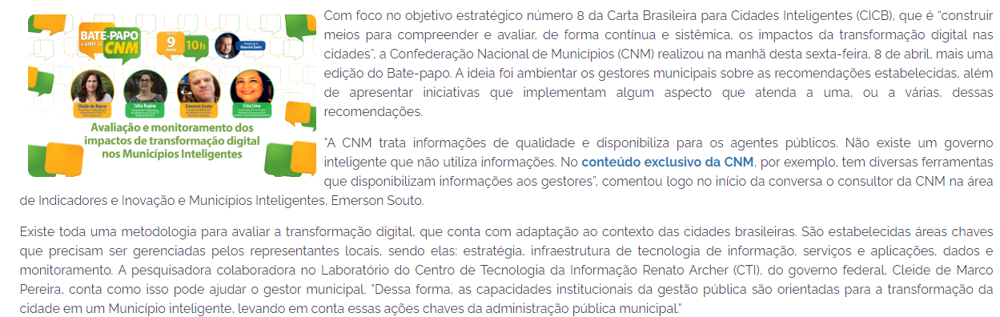 BATE-PAPO
com a CNM
9
10h
Avaliação e monitoramento dos
impactos de transformação digital
nos Municípios Inteligentes
Cleide de Marco
Cátia Regina
Emerson Souto
Círia Lima
Com foco no objetivo estratégico número 8 da Carta Brasileira para Cidades Inteligentes (CICB), que é “construir
meios para compreender e avaliar, de forma contínua e sistêmica, os impactos da transformação digital nas
cidades”, a Confederação Nacional de Municípios (CNM) realizou na manhã desta sexta-feira, 8 de abril, mais uma
edição do Bate-papo. A ideia foi ambientar os gestores municipais sobre as recomendações estabelecidas, além
de apresentar iniciativas que implementam algum aspecto que atenda a uma, ou a várias, dessas
recomendações.
"A CNM trata informações de qualidade e disponibiliza para os agentes públicos. Não existe um governo
inteligente que não utiliza informações. No conteúdo exclusivo da CNM, por exemplo, tem diversas ferramentas
que disponibilizam informações aos gestores”, comentou logo no início da conversa o consultor da CNM na área
de Indicadores e Inovação e Municípios Inteligentes, Emerson Souto.
Existe toda uma metodologia para avaliar a transformação digital, que conta com adaptação ao contexto das cidades brasileiras. São estabelecidas áreas chaves
que precisam ser gerenciadas pelos representantes locais, sendo elas: estratégia, infraestrutura de tecnologia de informação, serviços e aplicações, dados e
monitoramento. A pesquisadora colaboradora no Laboratório do Centro de Tecnologia da Informação Renato Archer (CTI), do governo federal, Cleide de Marco
Pereira, conta como isso pode ajudar o gestor municipal. "Dessa forma, as capacidades institucionais da gestão pública são orientadas para a transformação da
cidade em um Município inteligente, levando em conta essas ações chaves da administração pública municipal."